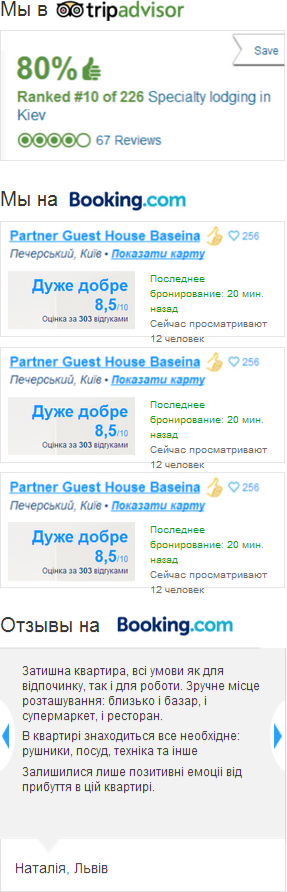 Мы в tripadvisor
Save
80%
Ranked #10 of 226 Specialty lodging in
Kiev
67 Reviews
Мы на Booking.com
Partner Guest House Baseina 256
Печерський, Київ • Показати карту
Дуже добре
8,5/10
Оцінка за 303 відгуками
Последнее
бронирование: 20 мин.
назад
Сейчас просматривают
12 человек
Partner Guest House Baseina 256
Печерський, Київ • Показати карту
Дуже добре
8,5/10
Оцінка за 303 відгуками
Последнее
бронирование: 20 мин.
назад
Сейчас просматривают
12 человек
Partner Guest House Baseina 256
Печерський, Київ • Показати карту
Дуже добре
8,5/10
Оцінка за 303 відгуками
Последнее
бронирование: 20 мин.
назад
Сейчас просматривают
12 человек
Отзывы на Booking.com
Затишна квартира, всі умови як для
відпочинку, так і для роботи. Зручне місце
розташування: близько і базар, і
супермаркет, і ресторан.
В квартирі знаходиться все необхідне:
рушники, посуд, техніка та інше
Залишилися лише позитивні емоціі від
прибуття в цій квартирі.
Наталія, Львів